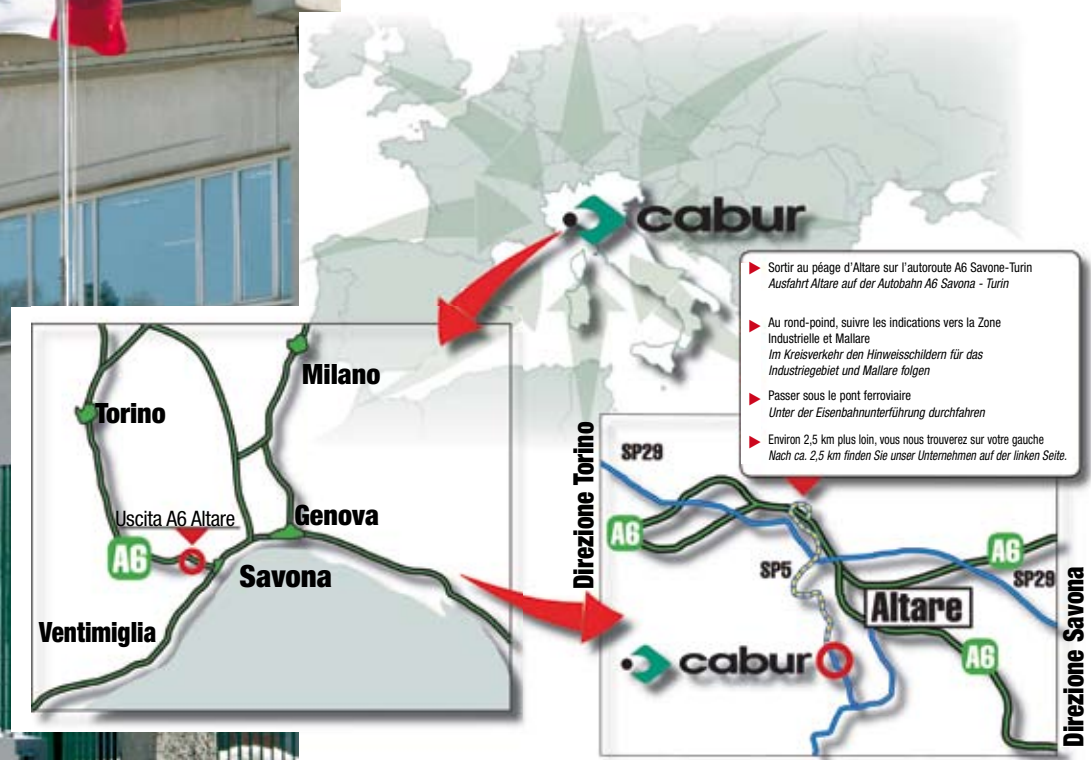 cabur
Sortir au péage d'Altare sur l'autoroute A6 Savone-Turin
Ausfahrt Altare auf der Autobahn A6 Savona - Turin
Au rond-poind, suivre les indications vers la Zone
Industrielle et Mallare
Im Kreisverkehr den Hinweisschildern für das
Industriegebiet und Mallare folgen
Passer sous le pont ferroviaire
Unter der Eisenbahnunterführung durchfahren
Environ 2,5 km plus loin, vous nous trouverez sur votre gauche
Nach ca. 2,5 km finden Sie unser Unternehmen auf der linken Seite.
Milano
Torino
Uscita A6 Altare
Genova
A6
Savona
Ventimiglia
Direzione Torino
SP29
A6
A6
SP5
SP29
Altare
cabur
A6
Direzione Savona